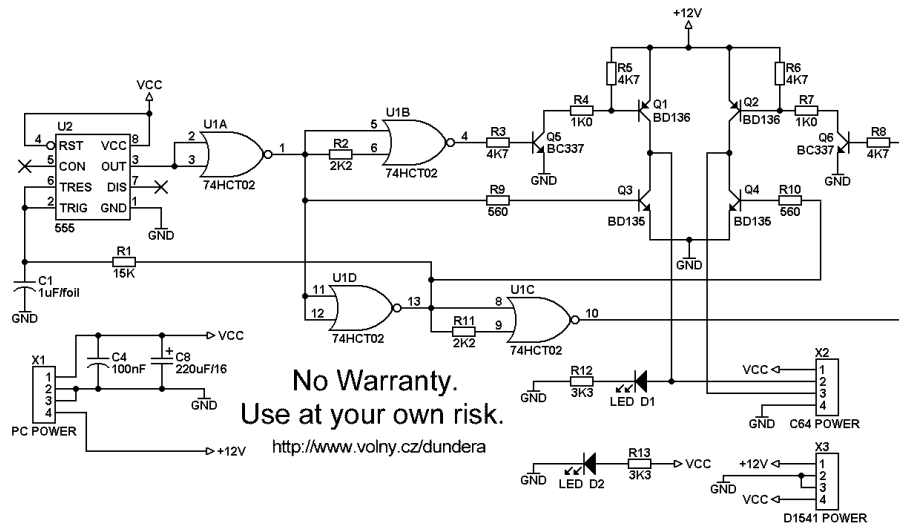 +12V
VCC
U2
4 RST VCC 8
5 CON OUT 3
6 TRES DIS 7
2 TRIG GND 1
555
GND
U1A
2
3
1
74HCT02
U1B
5
6
4
74HCT02
R2
2K2
R3
4K7
Q5
BC337
GND
R4
1K0
R5
4K7
Q1
BD136
Q2
BD136
R6
4K7
R7
1K0
Q6
BC337
GND
R8
4K7
R9
560
Q3
BD135
Q4
BD135
R10
560
GND
R1
15K
C1
1uF/foil
GND
U1D
11
12
13
74HCT02
U1C
8
9
10
74HCT02
R11
2K2
X1
1
2
3
4
PC POWER
VCC
C4
100nF
+
C8
220uF/16
GND
+12V
No Warranty.
Use at your own risk.
http://www.volny.cz/dundera
GND
R12
3K3
LED D1
X2
VCC 1
2
3
4
GND
C64 POWER
GND
LED D2
R13
3K3
VCC
X3
+12V 1
GND 2
3
VCC 4
D1541 POWER